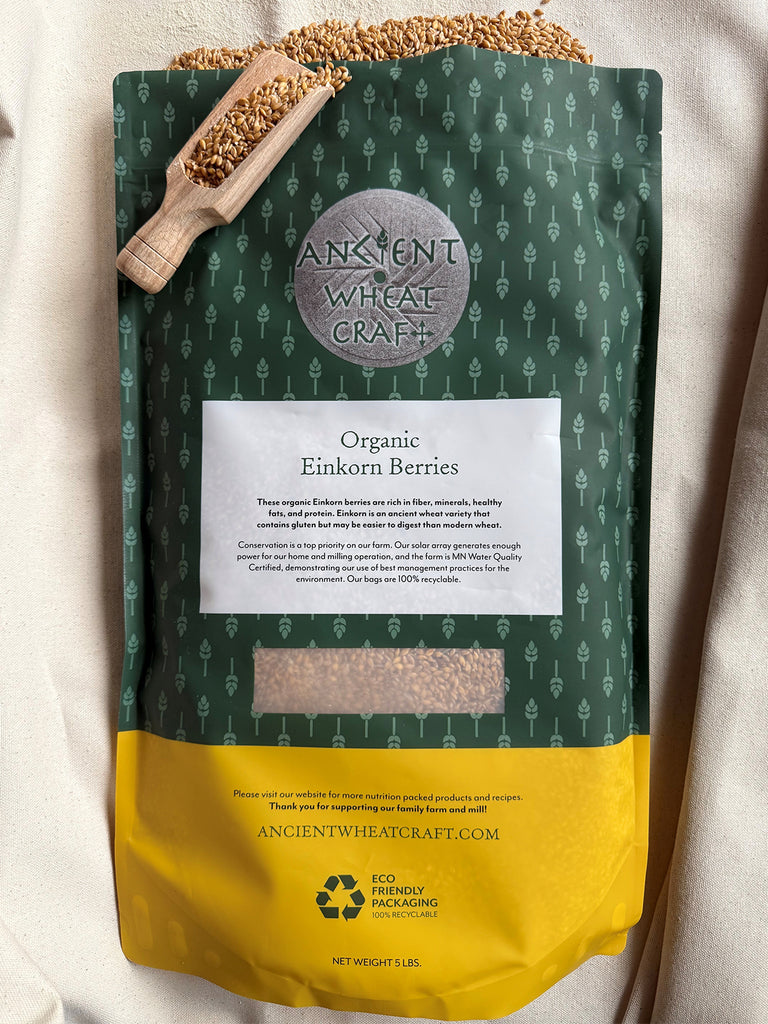 ANCIENT
WHEAT
CRAFT
Organic
Einkorn Berries
These organic Einkorn berries are rich in fiber, minerals, healthy
fats, and protein. Einkorn is an ancient wheat variety that
contains gluten but may be easier to digest than modern wheat.
Conservation is a top priority on our farm. Our solar array generates enough
power for our home and milling operation, and the farm is MN Water Quality
Certified, demonstrating our use of best management practices for the
environment. Our bags are 100% recyclable.
Please visit our website for more nutrition packed products and recipes.
Thank you for supporting our family farm and mill!
ANCIENTWHEATCRAFT.COM
ECO
FRIENDLY
PACKAGING
100% RECYCLABLE
NET WEIGHT 5 LBS.